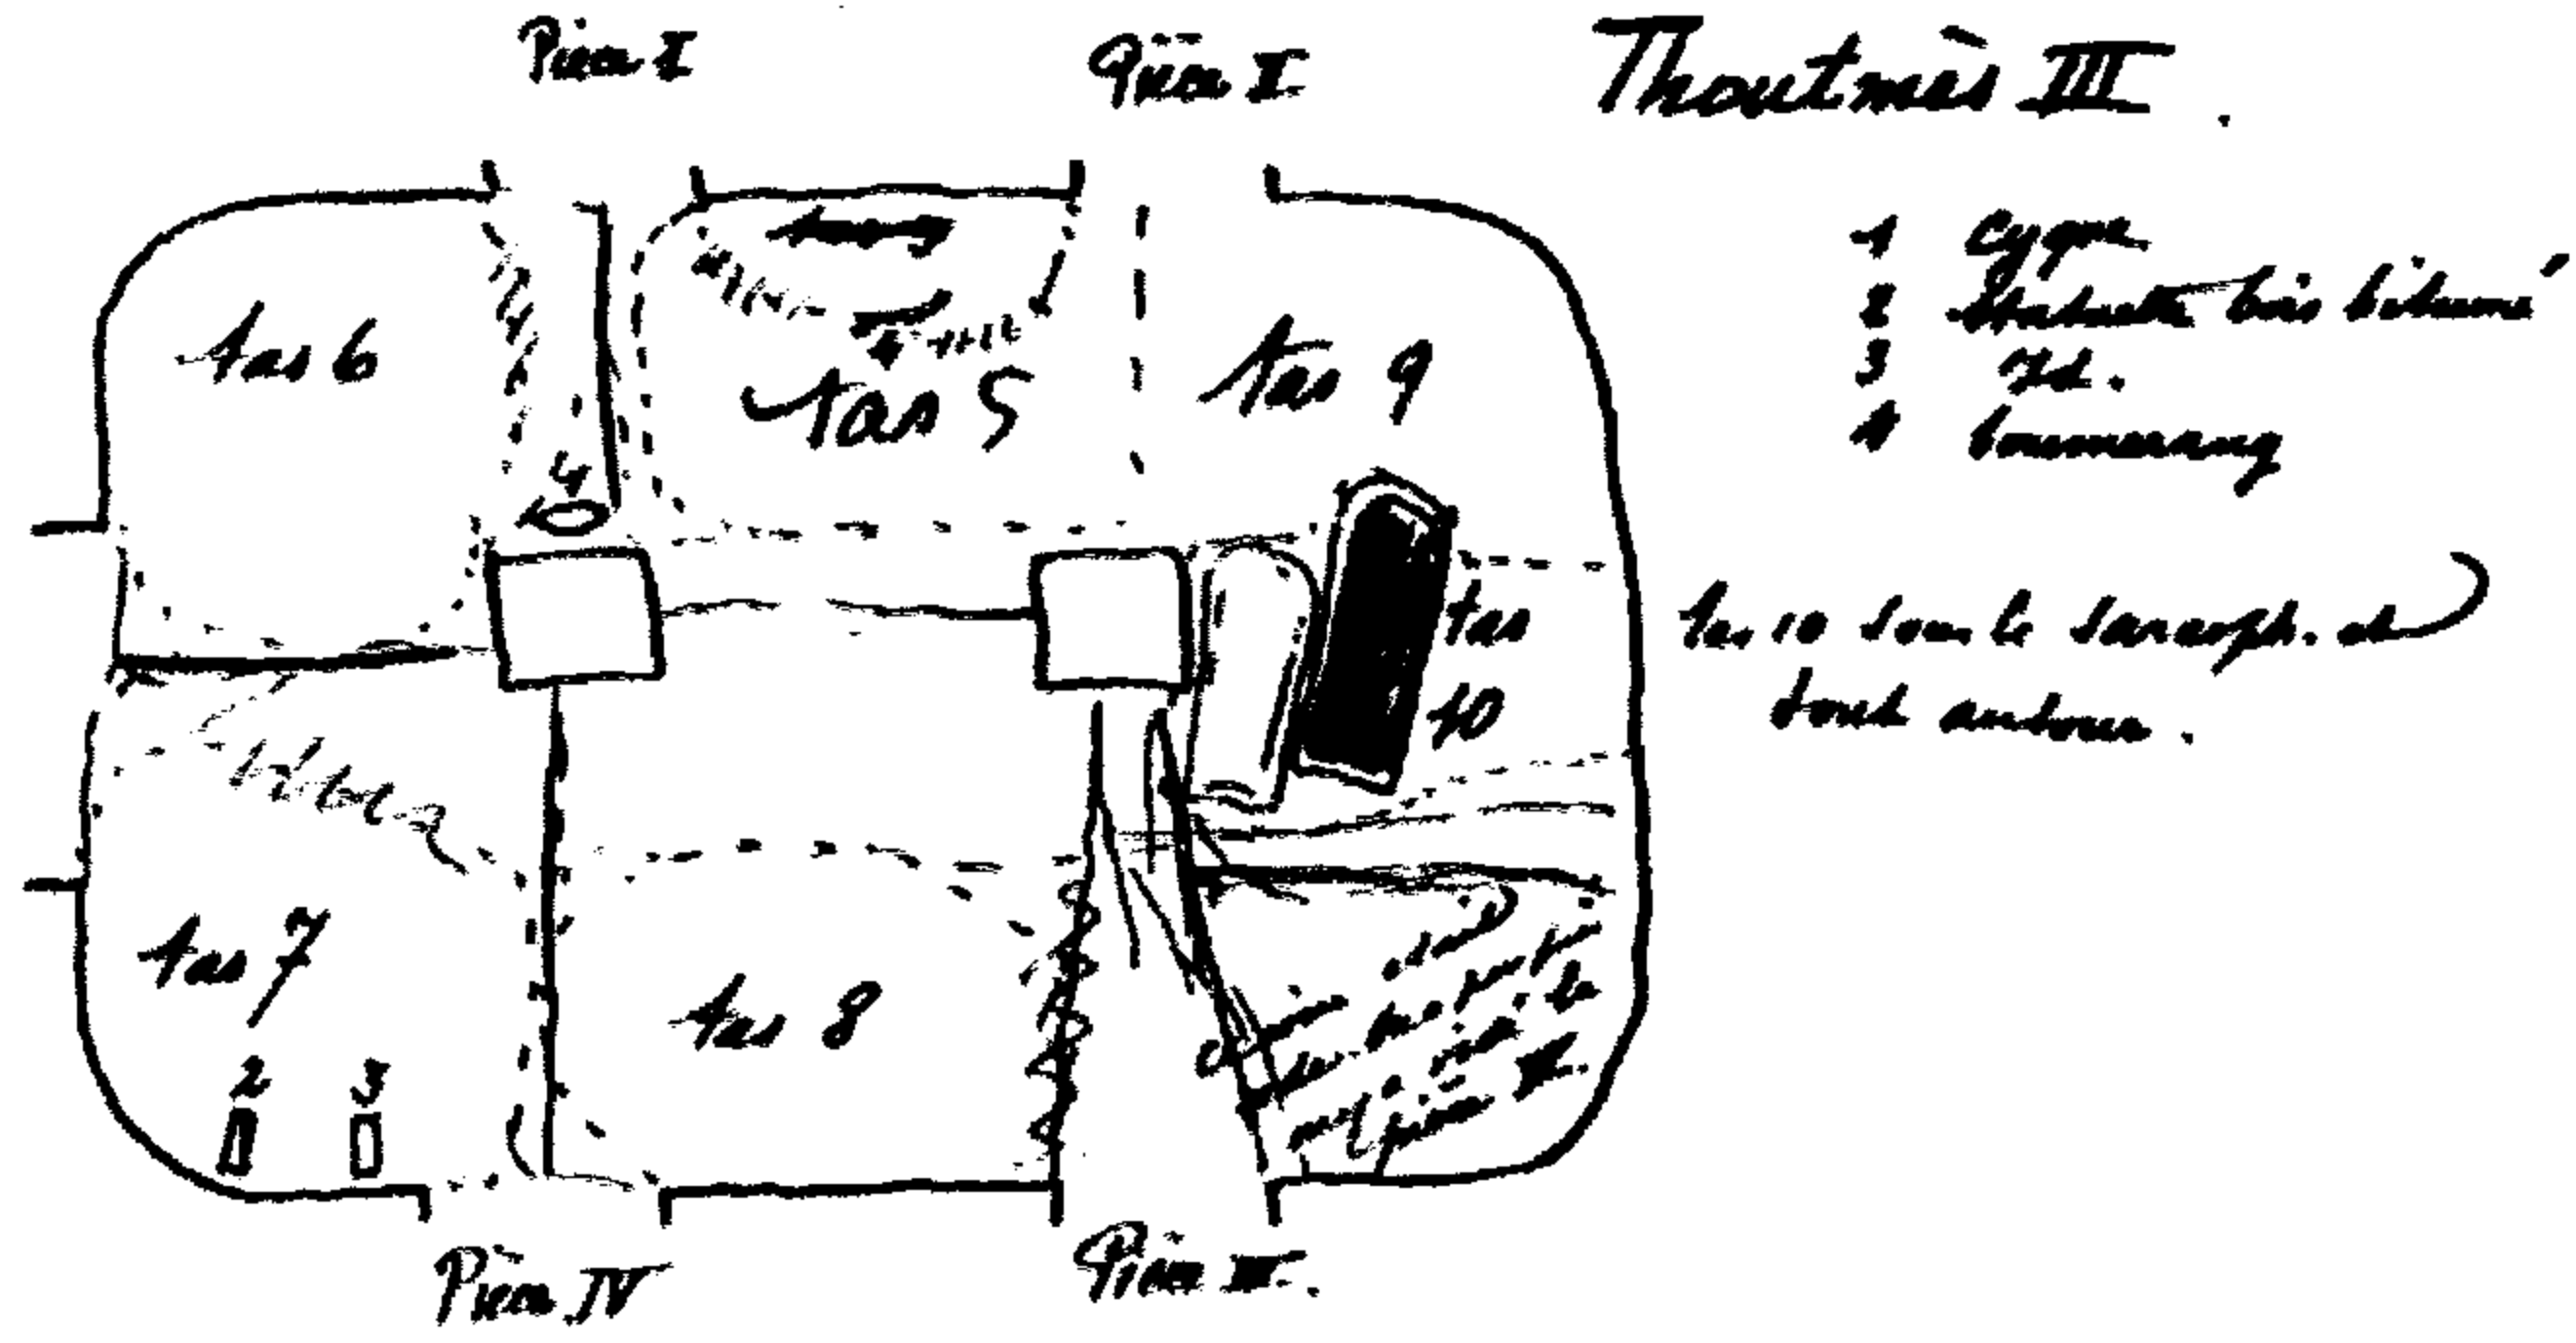 Pièce I
Pièce II
Thoutmès III.
1 Cygne
2 Statuette bois bitumé
3 Id.
4 boumerang
tas 6
tas 5
tas 9
4
tas
10
tas 10 sous le sarcoph. et
tout autour.
tas 7
tas 8
2 3
pièce III.
Pièce IV
Pièce III.